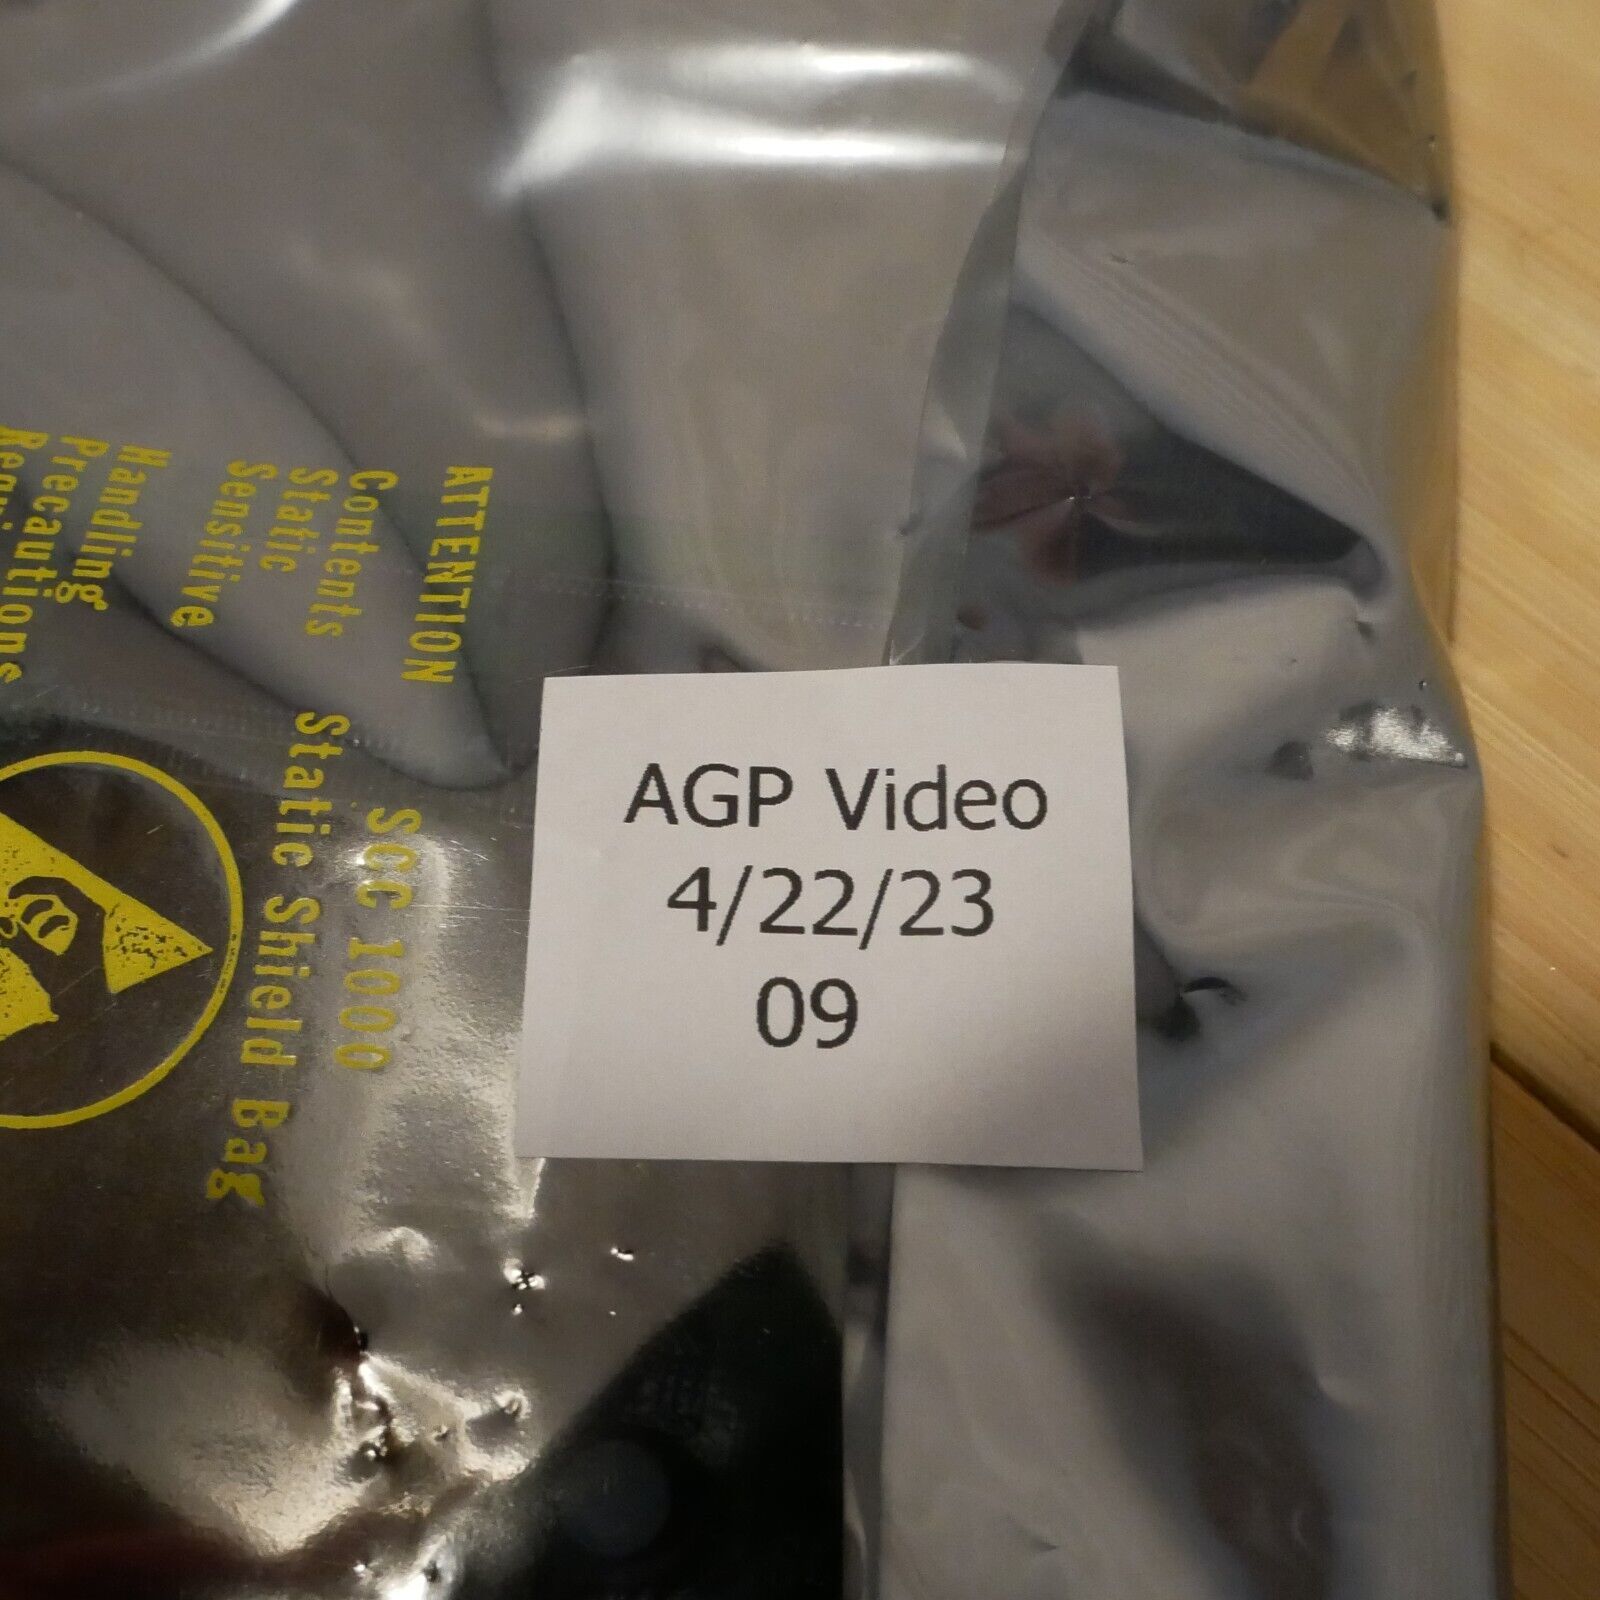 AGP Video
4/22/23
09
ATTENTION
Contents
Static
Sensitive
Handling
Precautions
Scc 1000
Static Shield Bag